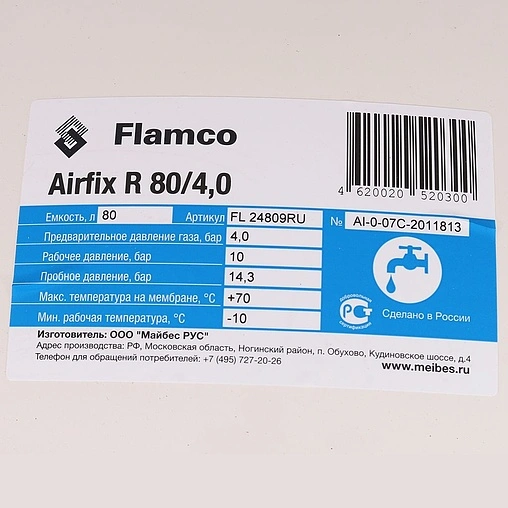 Flamco
Airfix R 80/4,0
4 620020 520300
Емкость, л 80 Артикул FL 24809RU № AI-0-07C-2011813
Предварительное давление газа, бар 4,0
Рабочее давление, бар 10
Пробное давление, бар 14,3
Макс. температура на мембране, °C +70
Мин. рабочая температура, °C -10
добровольная
РСТ
сертификация
Сделано в России
Изготовитель: ООО "Майбес РУС"
Адрес производства: РФ, Московская область, Ногинский район, п. Обухово, Кудиновское шоссе, д.4
Телефон для обращений потребителей: +7 (495) 727-20-26
www.meibes.ru